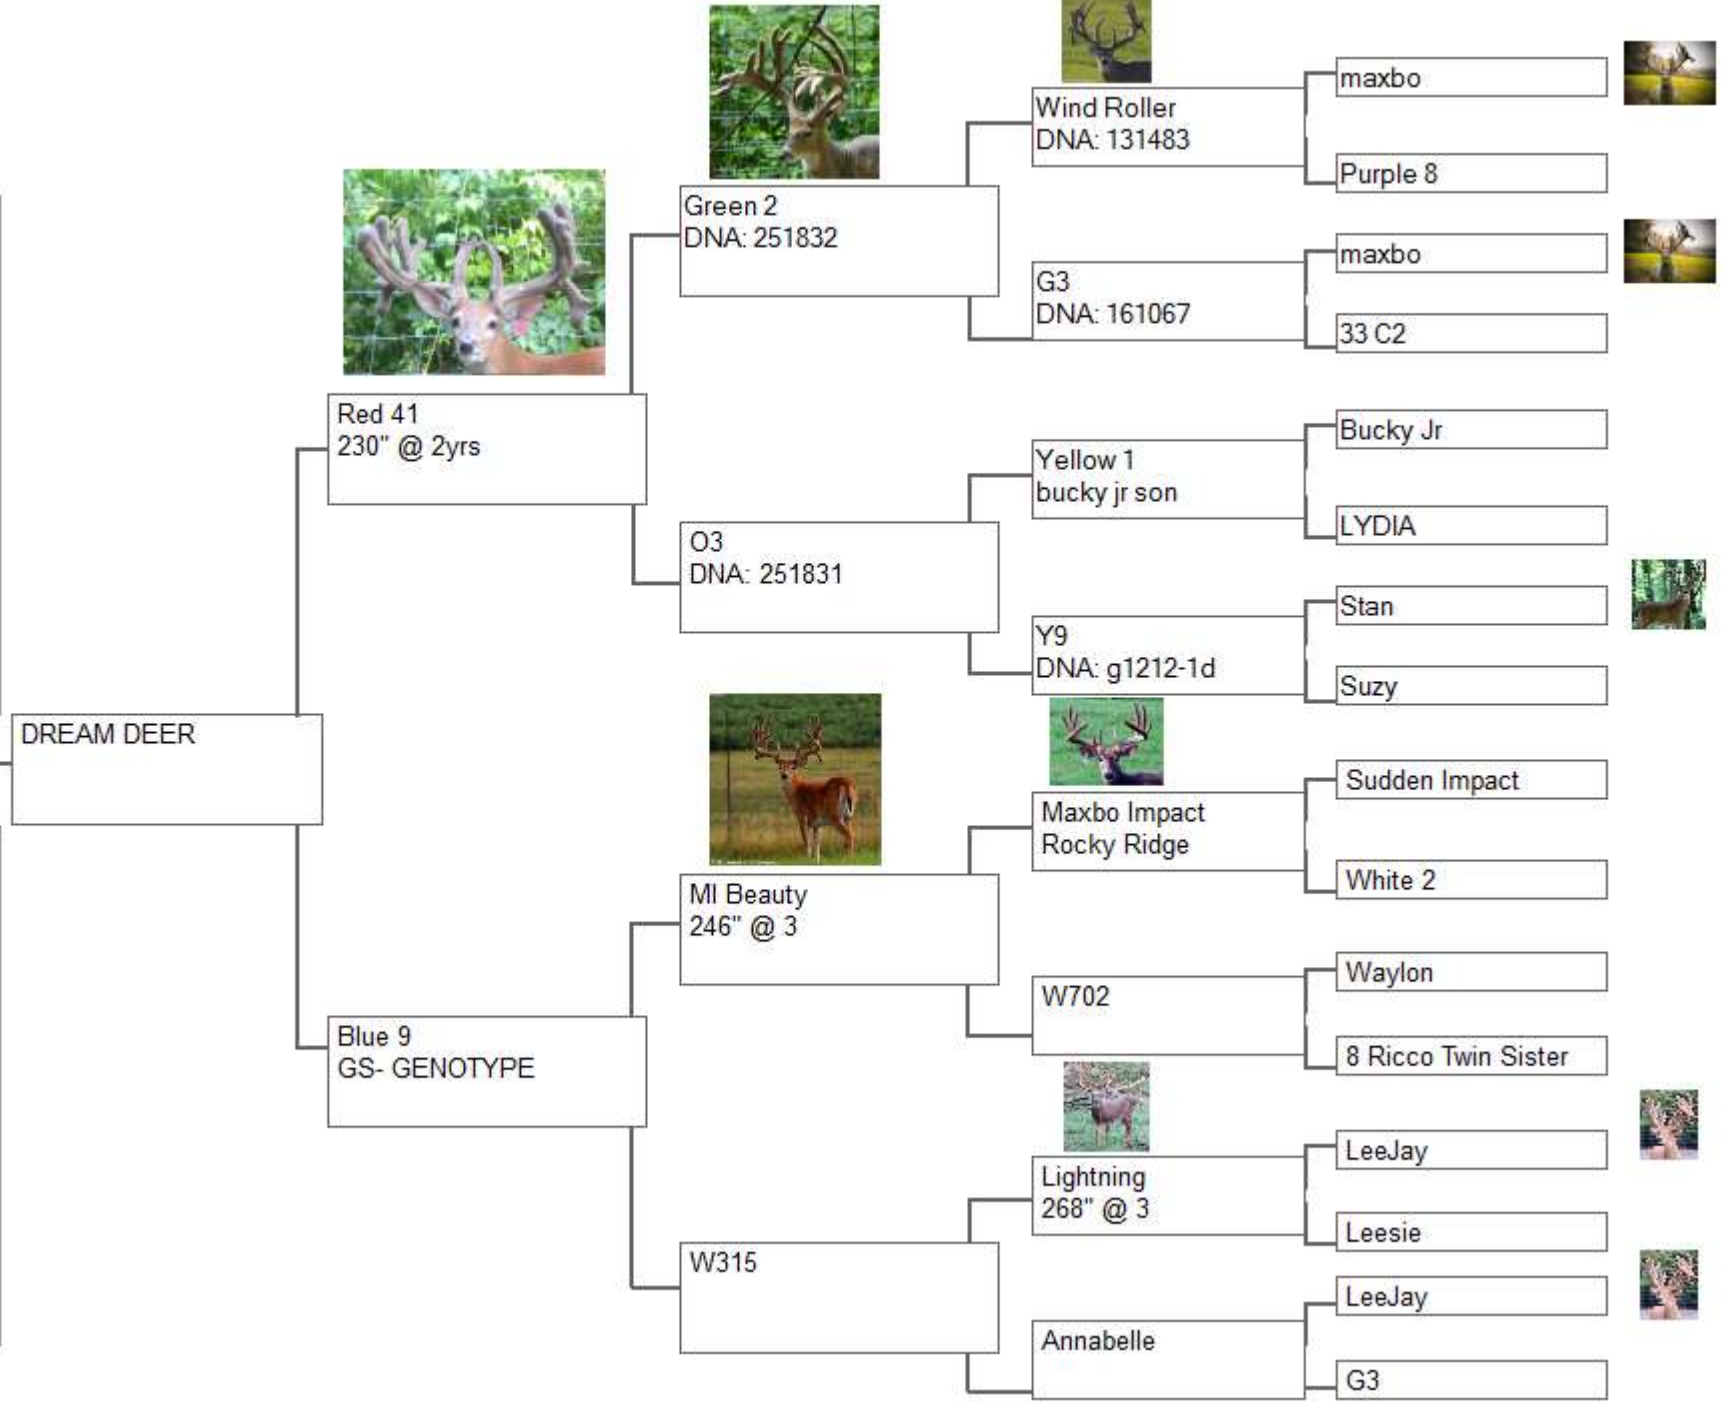 maxbo
Wind Roller
DNA: 131483
Purple 8
Green 2
DNA: 251832
maxbo
G3
DNA: 161067
33 C2
Red 41
230" @ 2yrs
Bucky Jr
Yellow 1
bucky jr son
LYDIA
O3
DNA: 251831
Stan
Y9
DNA: g1212-1d
Suzy
DREAM DEER
Sudden Impact
Maxbo Impact
Rocky Ridge
White 2
MI Beauty
246" @ 3
Waylon
W702
8 Ricco Twin Sister
Blue 9
GS- GENOTYPE
LeeJay
Lightning
268" @ 3
Leesie
W315
LeeJay
Annabelle
G3